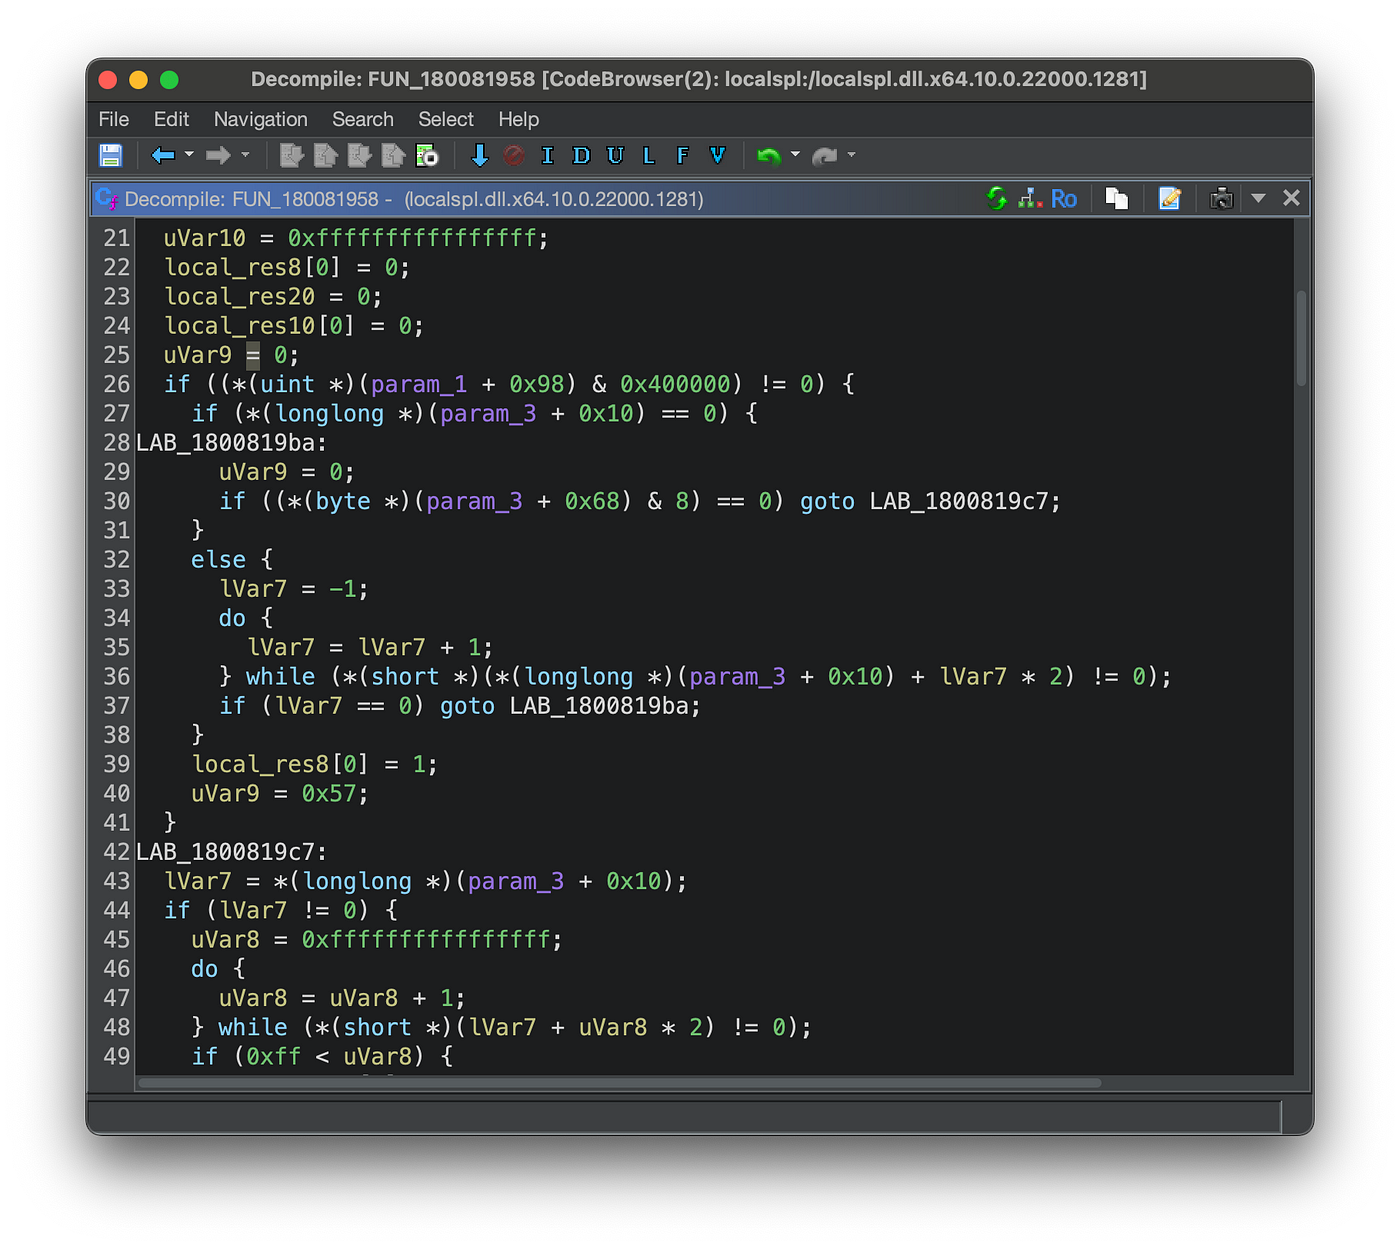 Decompile: FUN_180081958 [CodeBrowser(2): localspl:/localspl.dll.x64.10.0.22000.1281]
File Edit Navigation Search Select Help
I D U L F V
Decompile: FUN_180081958 - (localspl.dll.x64.10.0.22000.1281) Ro
21 uVar10 = 0xffffffffffffffff;
22 local_res8[0] = 0;
23 local_res20 = 0;
24 local_res10[0] = 0;
25 uVar9 = 0;
26 if ((*(uint *)(param_1 + 0x98) & 0x400000) != 0) {
27 if (*(longlong *)(param_3 + 0x10) == 0) {
28 LAB_1800819ba:
29 uVar9 = 0;
30 if ((*(byte *)(param_3 + 0x68) & 8) == 0) goto LAB_1800819c7;
31 }
32 else {
33 lVar7 = -1;
34 do {
35 lVar7 = lVar7 + 1;
36 } while (*(short *)(*(longlong *)(param_3 + 0x10) + lVar7 * 2) != 0);
37 if (lVar7 == 0) goto LAB_1800819ba;
38 }
39 local_res8[0] = 1;
40 uVar9 = 0x57;
41 }
42 LAB_1800819c7:
43 lVar7 = *(longlong *)(param_3 + 0x10);
44 if (lVar7 != 0) {
45 uVar8 = 0xffffffffffffffff;
46 do {
47 uVar8 = uVar8 + 1;
48 } while (*(short *)(lVar7 + uVar8 * 2) != 0);
49 if (0xff < uVar8) {